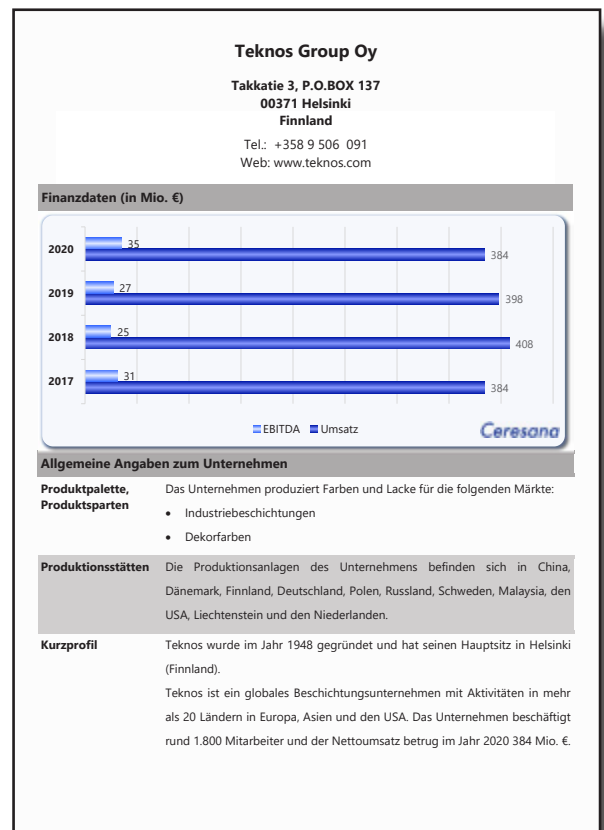 Teknos Group Oy
Takkatie 3, P.O.BOX 137
00371 Helsinki
Finnland
Tel.: +358 9 506 091
Web: www.teknos.com
Finanzdaten (in Mio. €)
2020 35 384
2019 27 398
2018 25 408
2017 31 384
EBITDA Umsatz
Ceresana
Allgemeine Angaben zum Unternehmen
Produktpalette, Produktsparten
Das Unternehmen produziert Farben und Lacke für die folgenden Märkte:
• Industriebeschichtungen
• Dekorfarben
Produktionsstätten
Die Produktionsanlagen des Unternehmens befinden sich in China,
Dänemark, Finnland, Deutschland, Polen, Russland, Schweden, Malaysia, den
USA, Liechtenstein und den Niederlanden.
Kurzprofil
Teknos wurde im Jahr 1948 gegründet und hat seinen Hauptsitz in Helsinki
(Finnland).
Teknos ist ein globales Beschichtungsunternehmen mit Aktivitäten in mehr
als 20 Ländern in Europa, Asien und den USA. Das Unternehmen beschäftigt
rund 1.800 Mitarbeiter und der Nettoumsatz betrug im Jahr 2020 384 Mio. €.